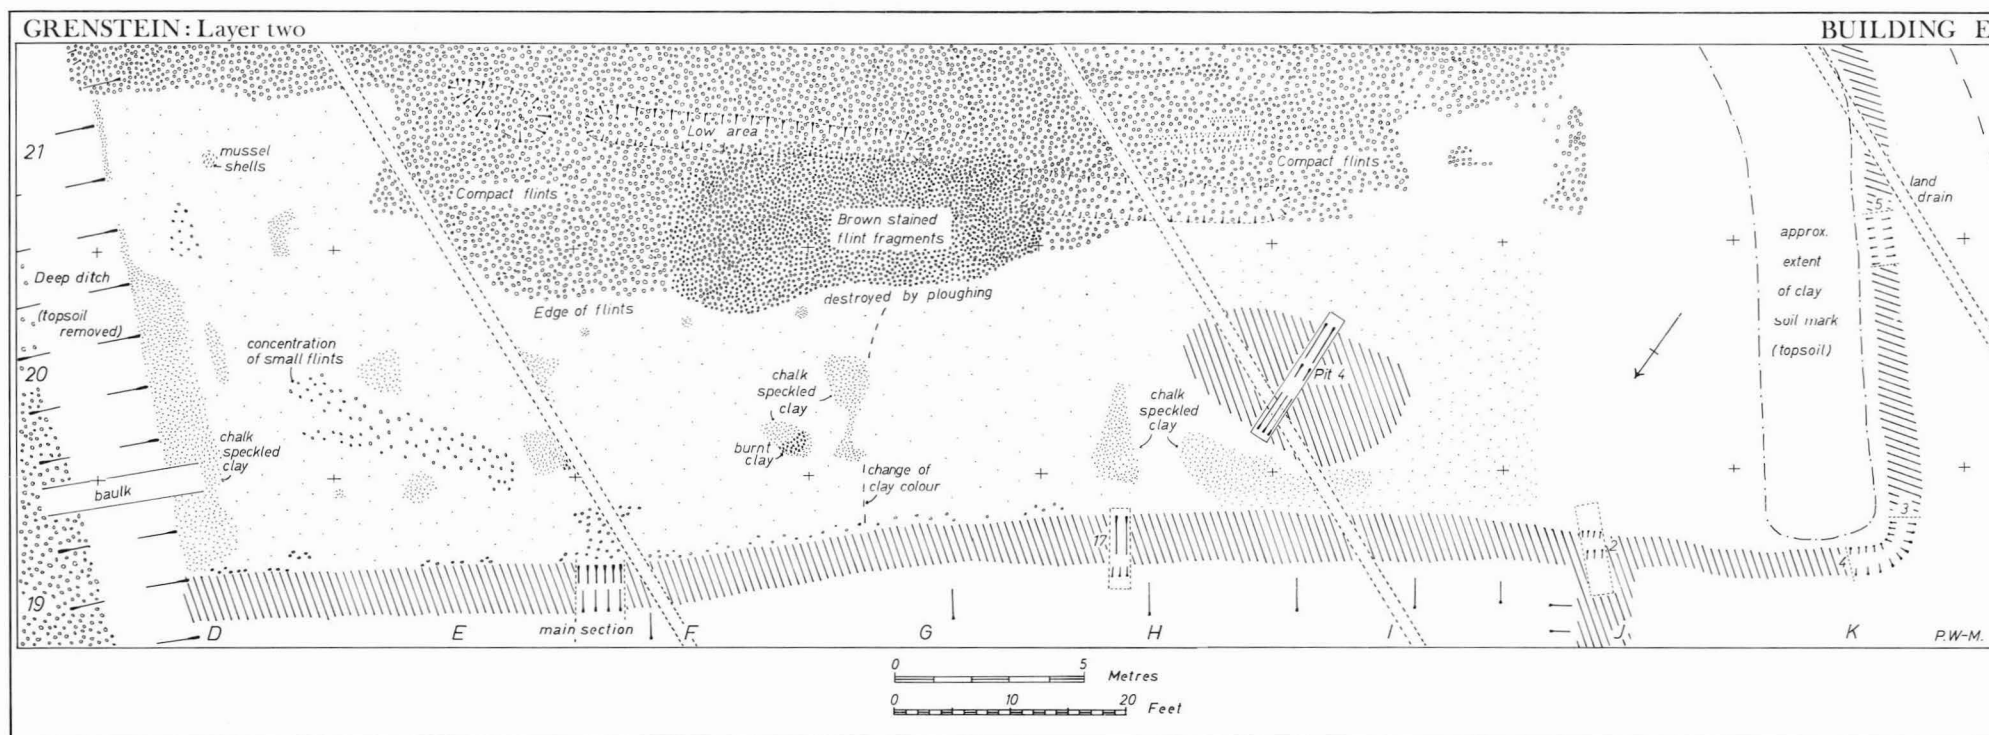 GRENSTEIN: Layer two
BUILDING E
21
mussel
shells
Low area
Compact flints
Compact flints
Brown stained
flint fragments
land
drain
5
approx.
extent
of clay
soil mark
(topsoil)
Deep ditch
(topsoil
removed)
Edge of flints
destroyed by ploughing
concentration
of small flints
20
Pit 4
chalk
speckled
clay
chalk
speckled
clay
burnt
clay
chalk
speckled
clay
change of
clay colour
baulk
3
17
2
4
19
D
E
main section
F
G
H
I
J
K
P.W-M.
0 5
Metres
0 10 20
Feet